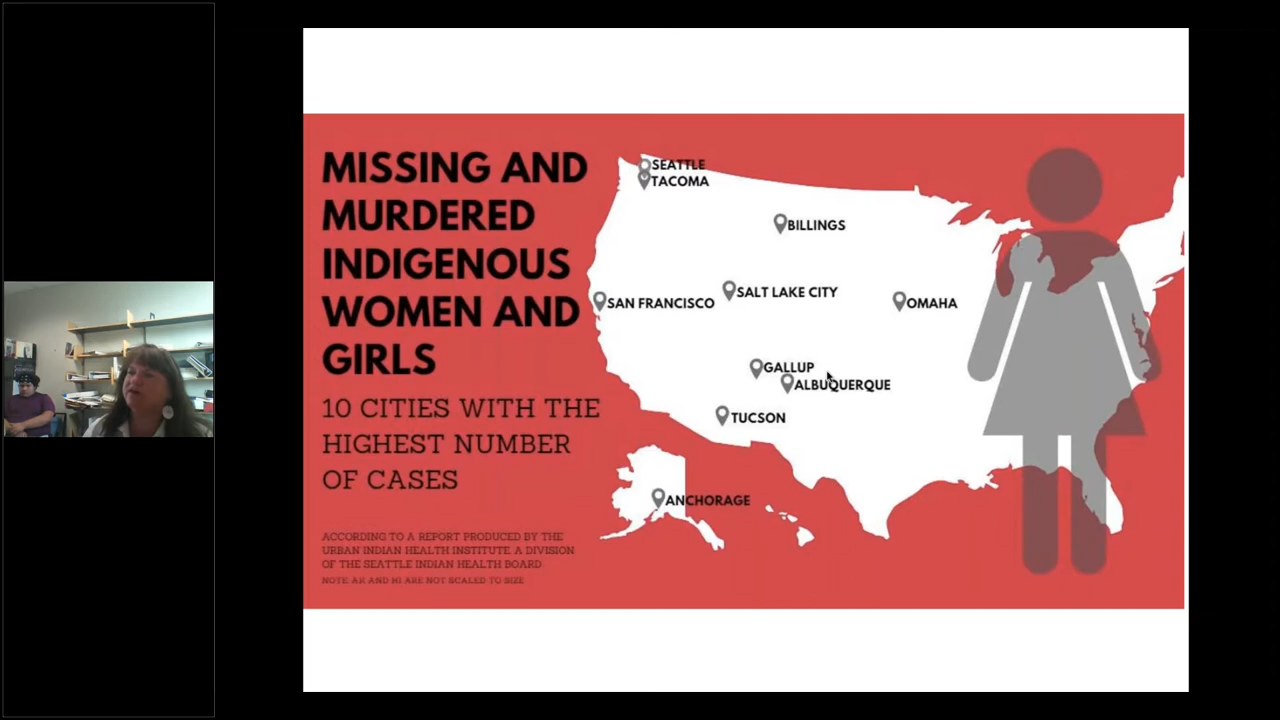 MISSING AND
MURDERED
INDIGENOUS
WOMEN AND
GIRLS
10 CITIES WITH THE
HIGHEST NUMBER
OF CASES
ACCORDING TO A REPORT PRODUCED BY THE
URBAN INDIAN HEALTH INSTITUTE, A DIVISION
OF THE SEATTLE INDIAN HEALTH BOARD
NOTE: AK AND HI ARE NOT SCALED TO SIZE
SEATTLE
TACOMA
BILLINGS
SALT LAKE CITY
SAN FRANCISCO
OMAHA
GALLUP
ALBUQUERQUE
TUCSON
ANCHORAGE